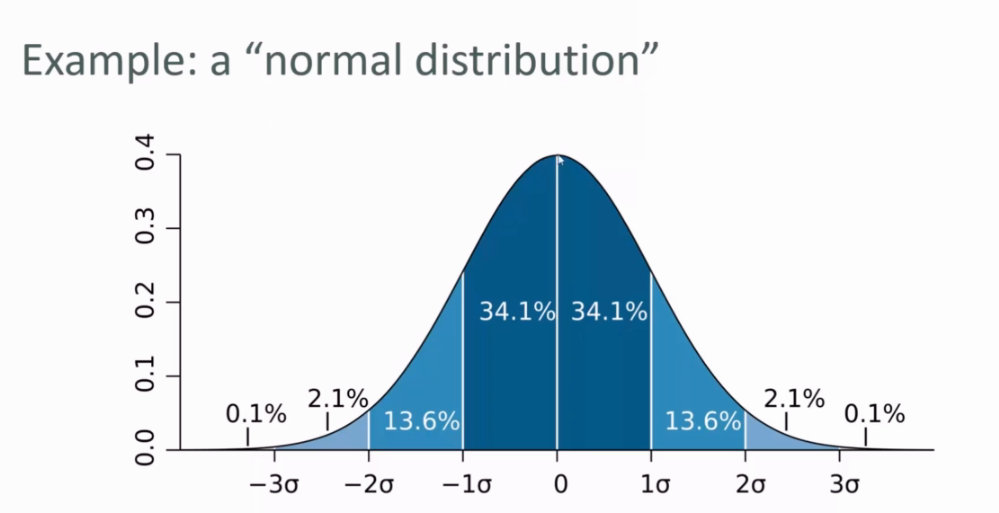 Example: a “normal distribution”
0.4
0.3
0.2
0.1
0.0
34.1% 34.1%
0.1% 2.1% 13.6% 13.6% 2.1% 0.1%
−3σ −2σ −1σ 0 1σ 2σ 3σ